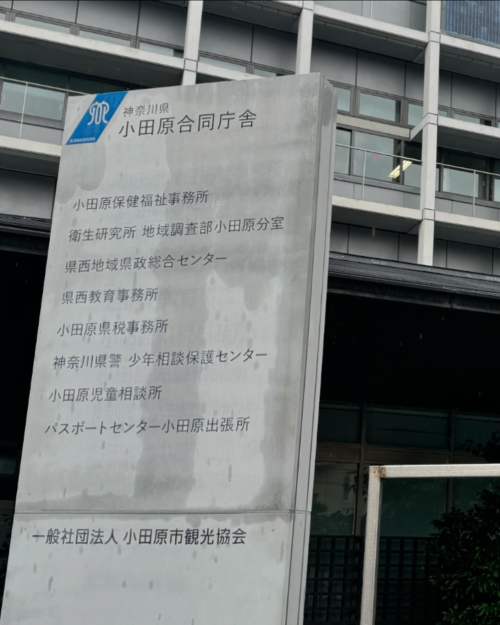 KANAGAWA
神奈川県
小田原合同庁舎
小田原保健福祉事務所
衛生研究所 地域調査部小田原分室
県西地域県政総合センター
県西教育事務所
小田原県税事務所
神奈川県警 少年相談保護センター
小田原児童相談所
パスポートセンター小田原出張所
一般社団法人 小田原市観光協会